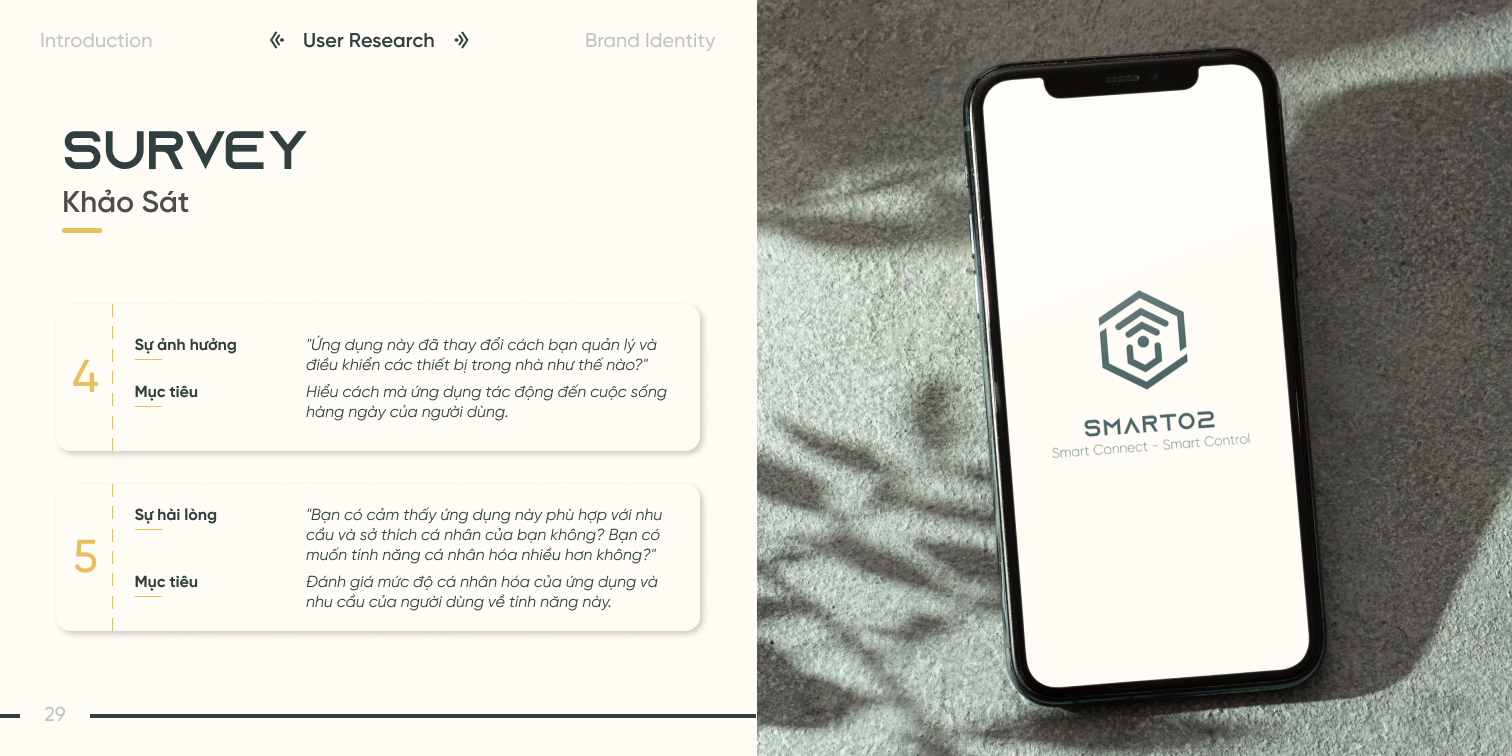 Introduction
User Research
Brand Identity
SURVEY
Khảo Sát
4
Sự ảnh hưởng
"Ứng dụng này đã thay đổi cách bạn quản lý và
điều khiển các thiết bị trong nhà như thế nào?"
Mục tiêu
Hiểu cách mà ứng dụng tác động đến cuộc sống
hàng ngày của người dùng.
5
Sự hài lòng
"Bạn có cảm thấy ứng dụng này phù hợp với nhu
cầu và sở thích cá nhân của bạn không? Bạn có
muốn tính năng cá nhân hóa nhiều hơn không?"
Mục tiêu
Đánh giá mức độ cá nhân hóa của ứng dụng và
nhu cầu của người dùng về tính năng này.
29
SMARTO2
Smart Connect - Smart Control